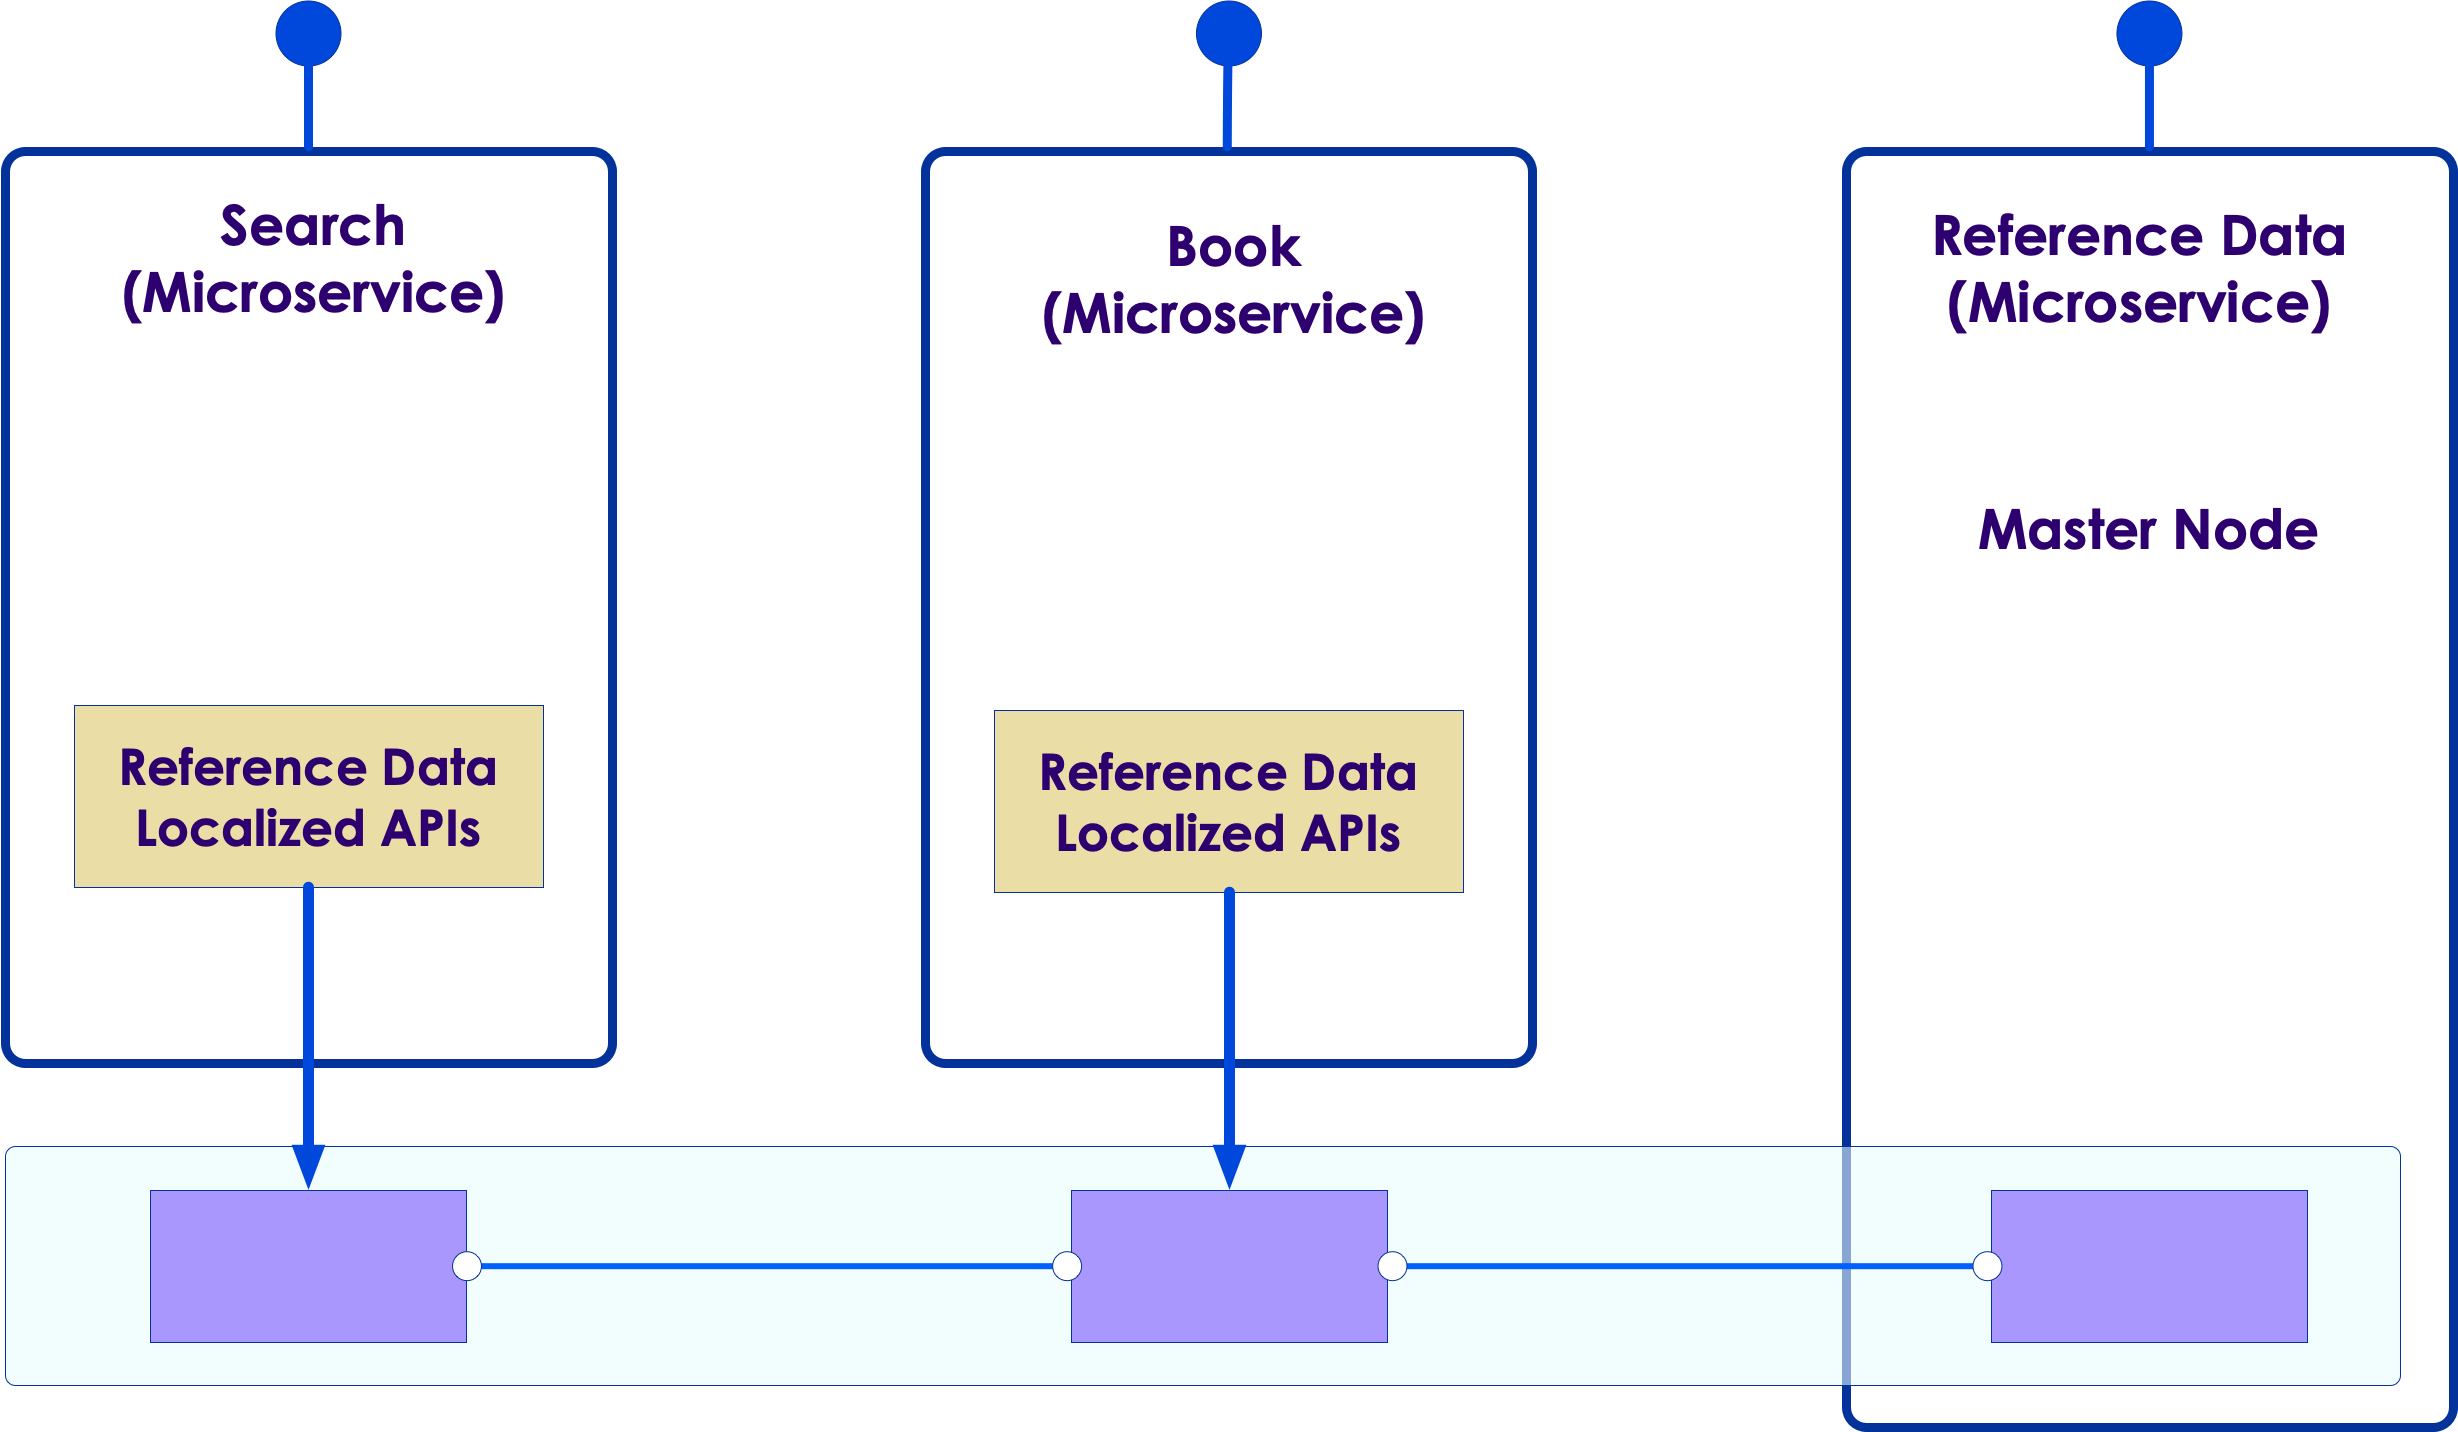 Search
(Microservice)
Book
(Microservice)
Reference Data
(Microservice)
Master Node
Reference Data
Localized APIs
Reference Data
Localized APIs